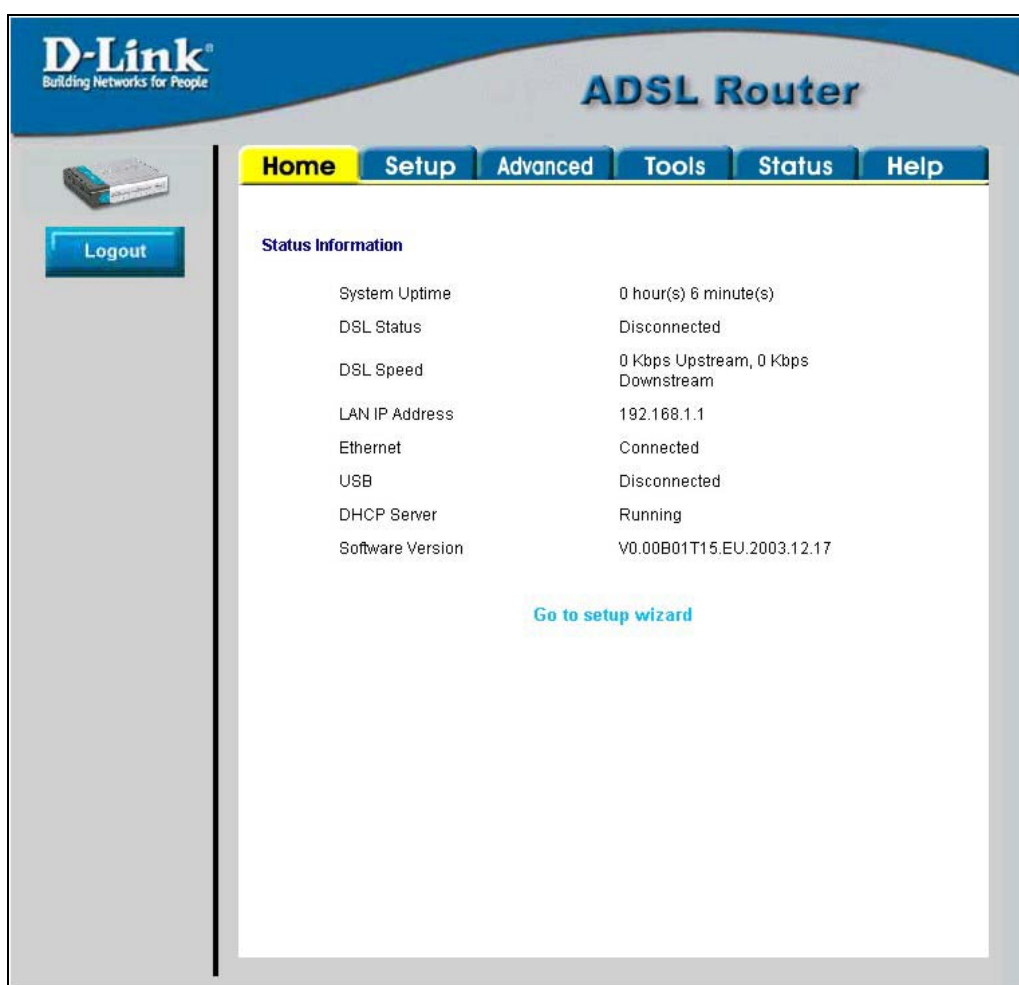 D-Link®
Building Networks for People
ADSL Router
Home Setup Advanced Tools Status Help
Logout
Status Information
System Uptime 0 hour(s) 6 minute(s)
DSL Status Disconnected
DSL Speed 0 Kbps Upstream, 0 Kbps
Downstream
LAN IP Address 192.168.1.1
Ethernet Connected
USB Disconnected
DHCP Server Running
Software Version V0.00B01T15.EU.2003.12.17
Go to setup wizard